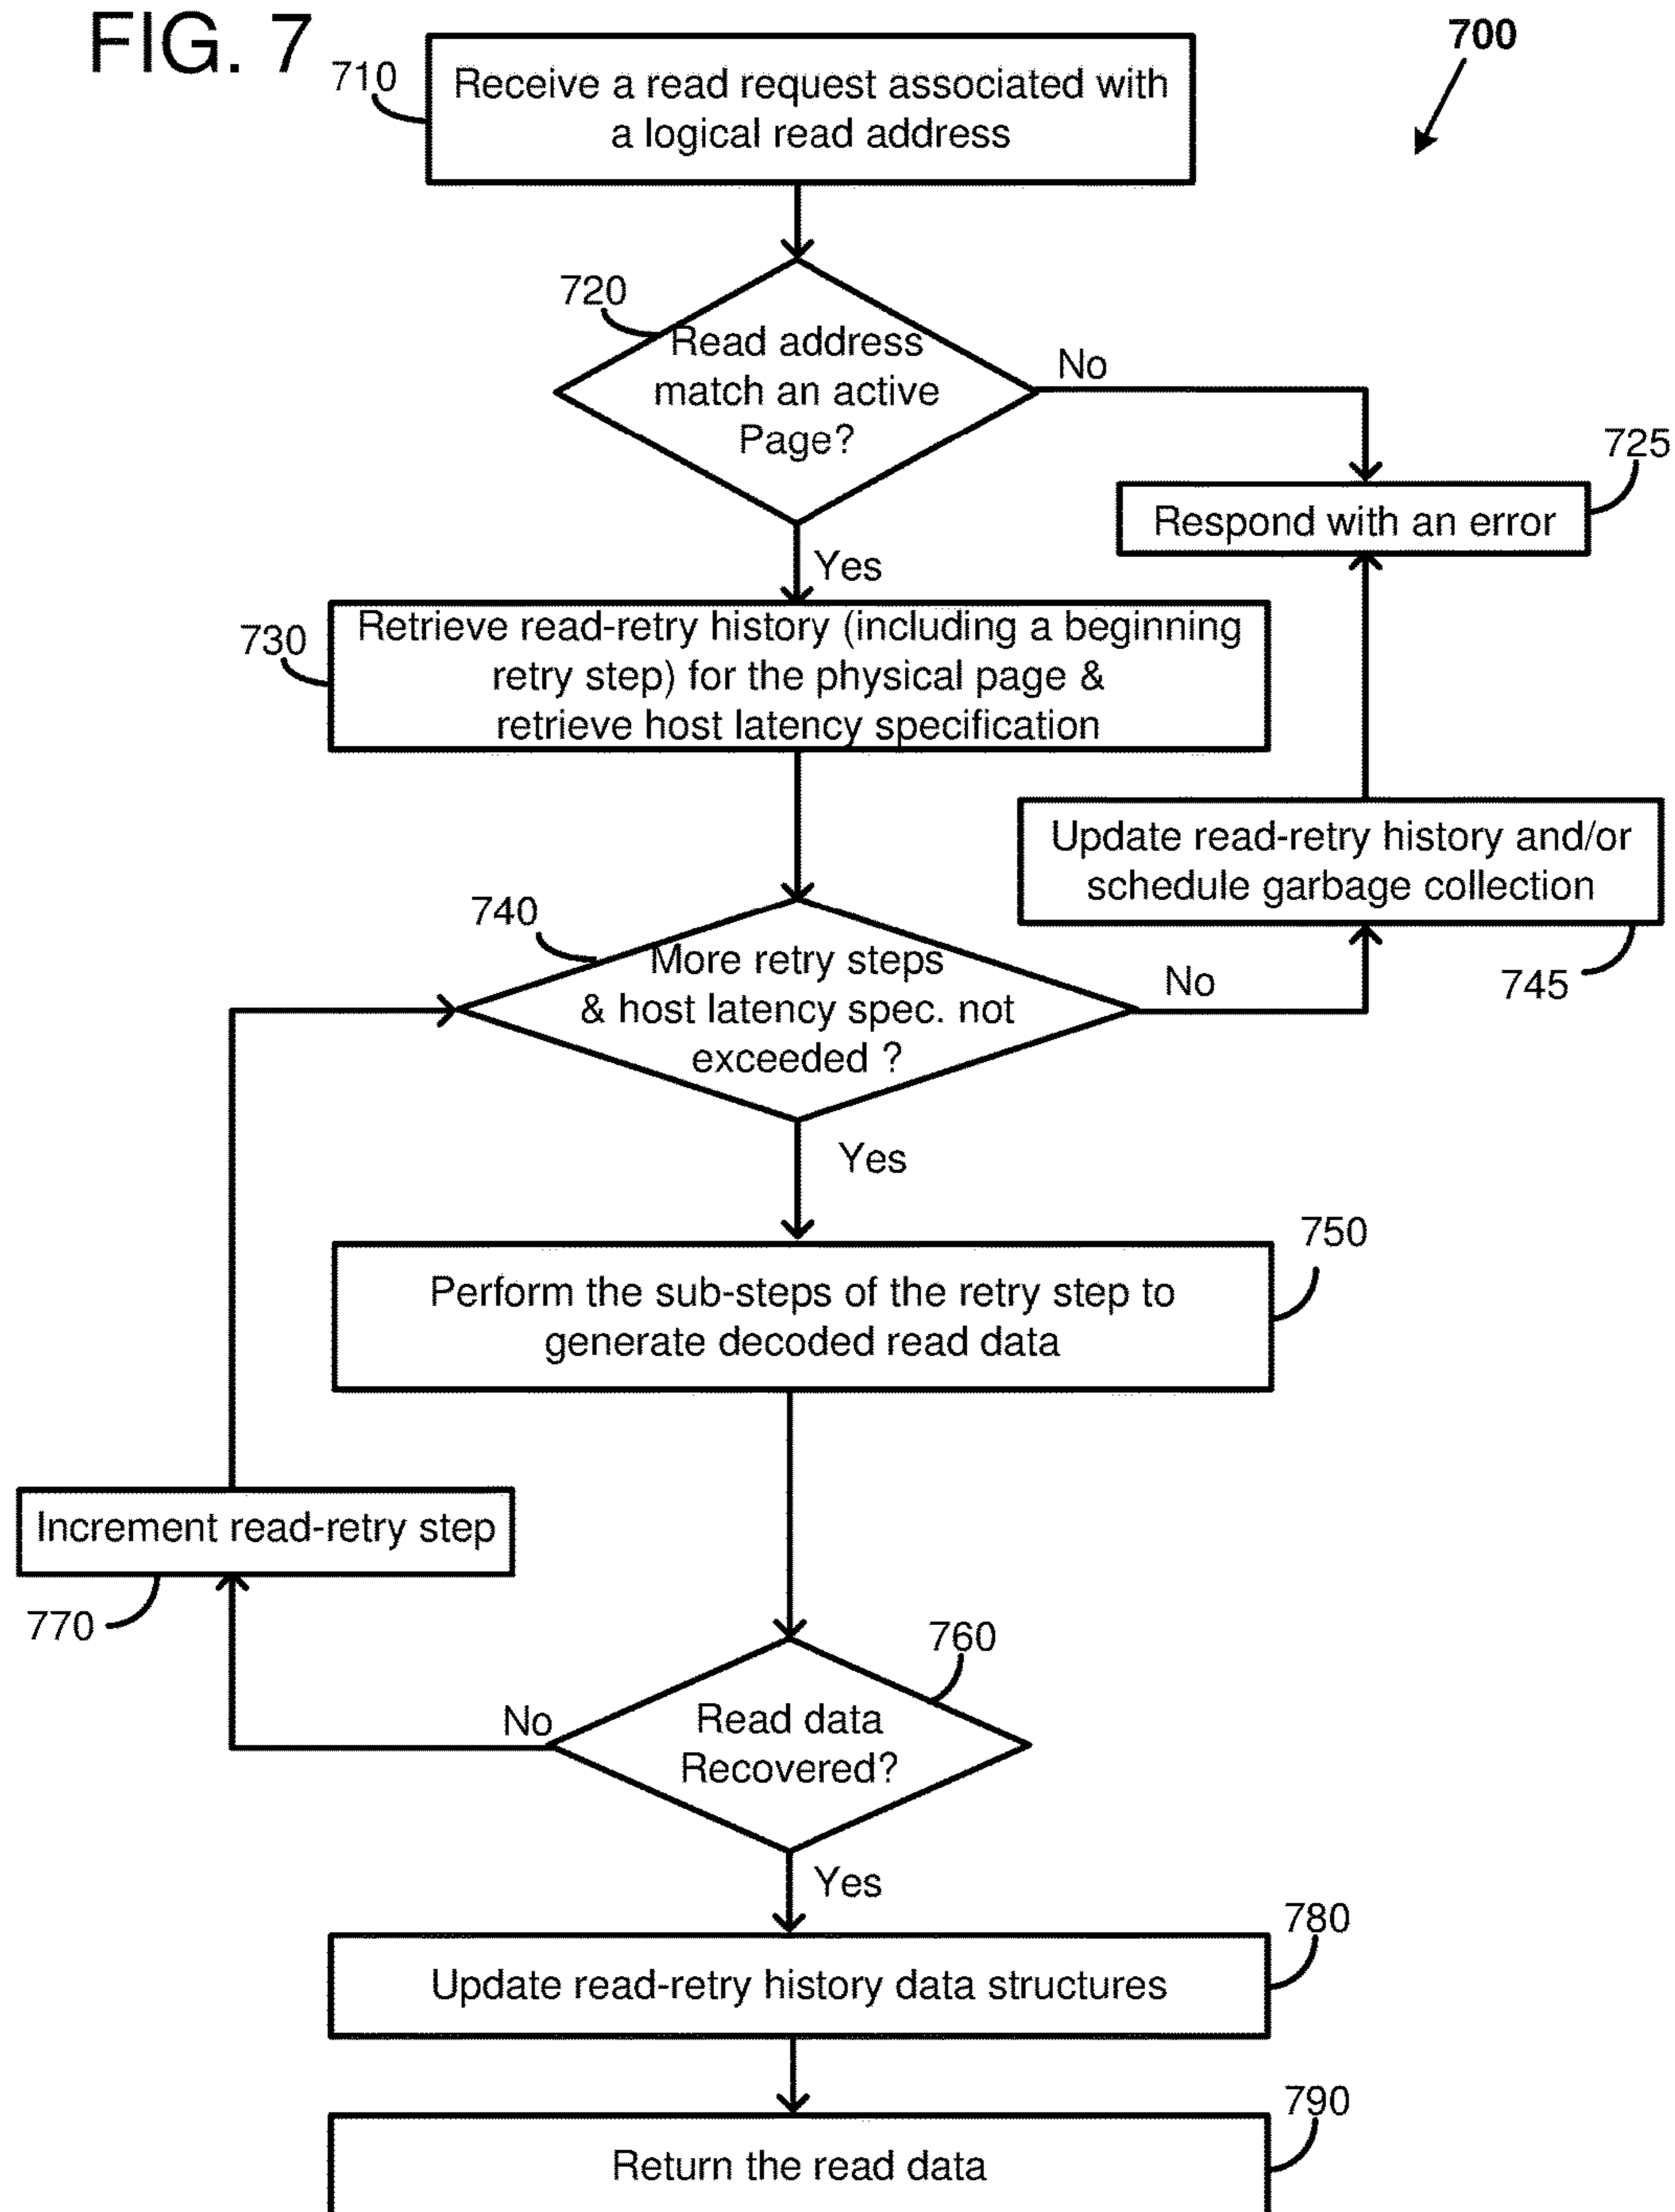 FIG. 7
700
710
Receive a read request associated with
a logical read address
720
Read address
match an active
Page?
No
725
Respond with an error
Yes
730
Retrieve read-retry history (including a beginning
retry step) for the physical page &
retrieve host latency specification
Update read-retry history and/or
schedule garbage collection
745
740
More retry steps
& host latency spec. not
exceeded ?
No
Yes
750
Perform the sub-steps of the retry step to
generate decoded read data
Increment read-retry step
770
760
Read data
Recovered?
No
Yes
780
Update read-retry history data structures
790
Return the read data